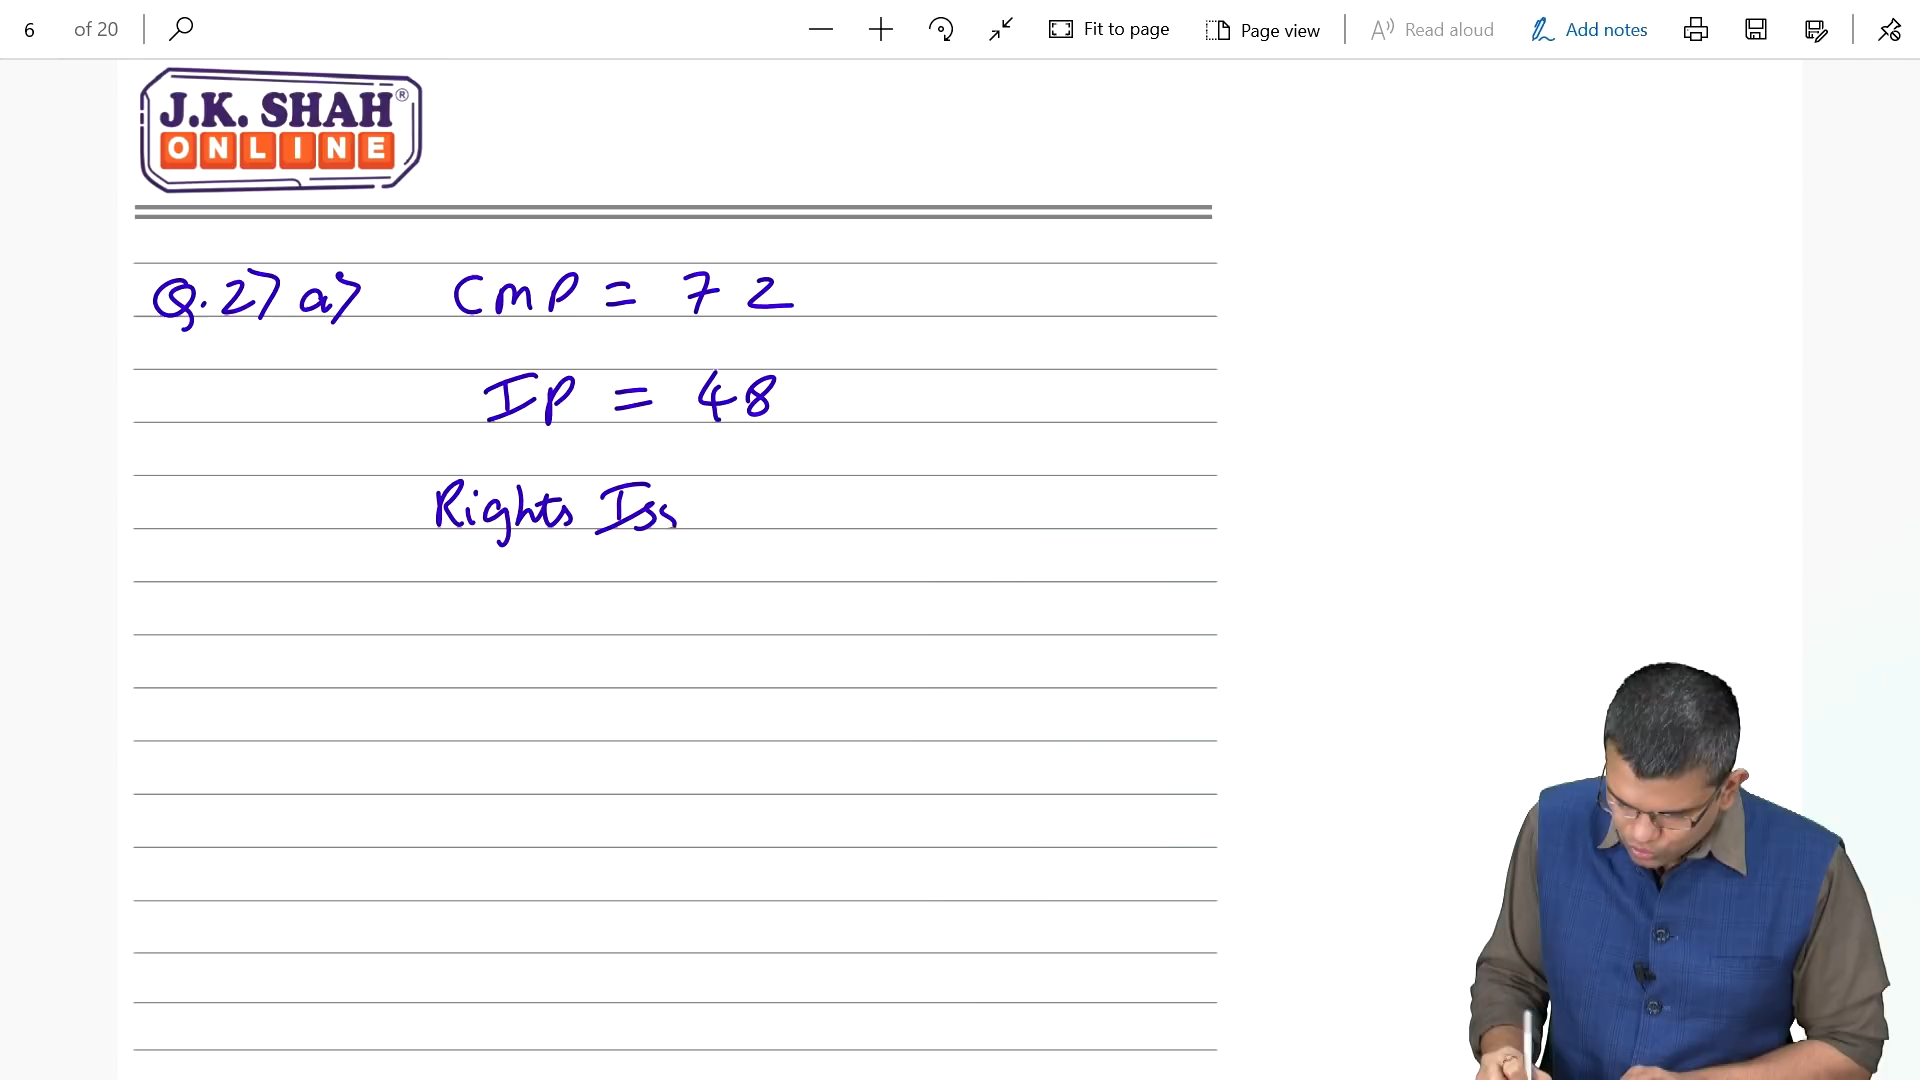 6 of 20 Fit to page Page view Read aloud Add notes
J.K. SHAH®
ONLINE
Q.2> a> CMP = 72
IP = 48
Rights Iss